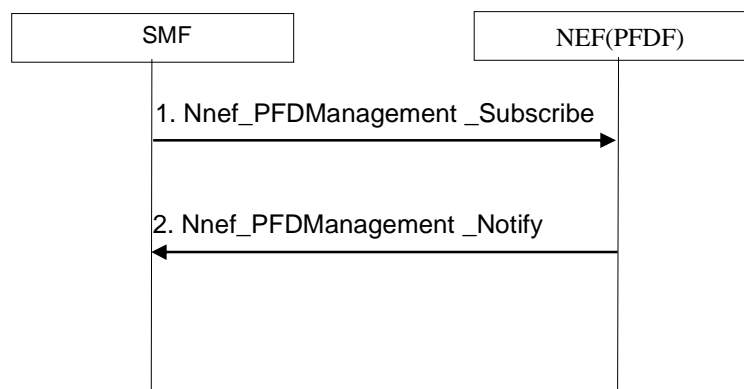 SMF
NEF(PFDF)
1. Nnef_PFDManagement _Subscribe
2. Nnef_PFDManagement _Notify